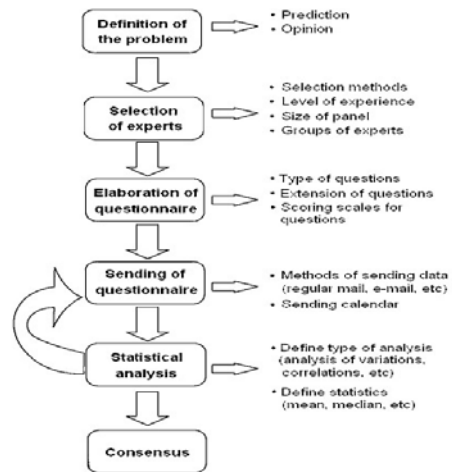 Definition of
the problem
• Prediction
• Opinion
Selection
of experts
• Selection methods
• Level of experience
• Size of panel
• Groups of experts
Elaboration of
questionnaire
• Type of questions
• Extension of questions
• Scoring scales for
questions
Sending of
questionnaire
• Methods of sending data
(regular mail, e-mail, etc)
• Sending calendar
Statistical
analysis
• Define type of analysis
(analysis of variations,
correlations, etc)
• Define statistics
(mean, median, etc)
Consensus